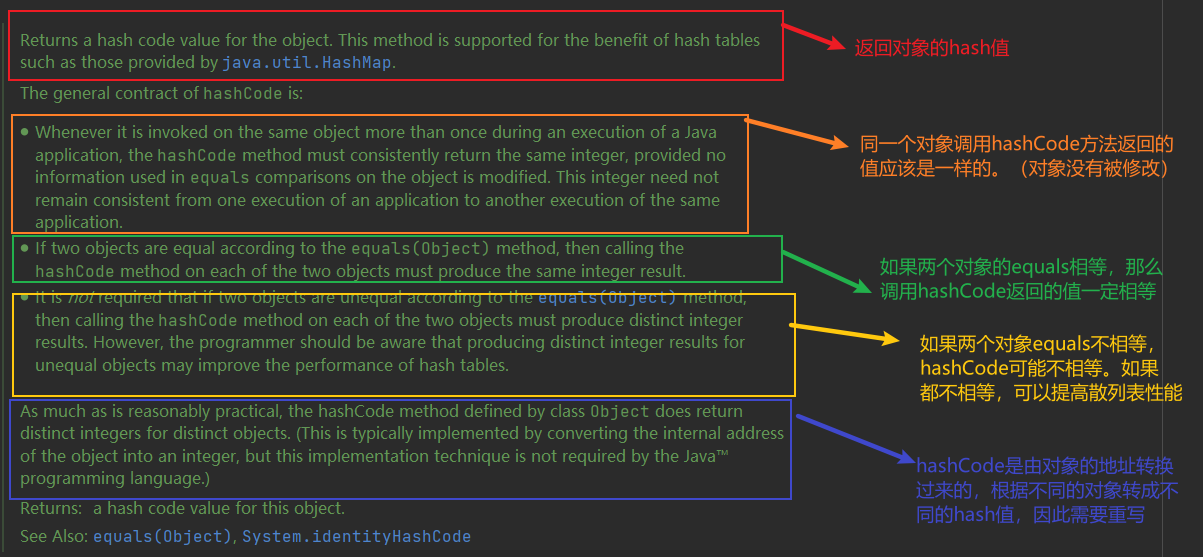 Returns a hash code value for the object. This method is supported for the benefit of hash tables
such as those provided by java.util.HashMap.
返回对象的hash值
The general contract of hashCode is:
• Whenever it is invoked on the same object more than once during an execution of a Java
application, the hashCode method must consistently return the same integer, provided no
information used in equals comparisons on the object is modified. This integer need not
remain consistent from one execution of an application to another execution of the same
application.
同一个对象调用hashCode方法返回的
值应该是一样的。（对象没有被修改）
• If two objects are equal according to the equals(Object) method, then calling the
hashCode method on each of the two objects must produce the same integer result.
如果两个对象的equals相等，那么
调用hashCode返回的值一定相等
• It is not required that if two objects are unequal according to the equals(Object) method,
then calling the hashCode method on each of the two objects must produce distinct integer
results. However, the programmer should be aware that producing distinct integer results for
unequal objects may improve the performance of hash tables.
如果两个对象equals不相等，
hashCode可能不相等。如果
都不相等，可以提高散列表性能
As much as is reasonably practical, the hashCode method defined by class Object does return
distinct integers for distinct objects. (This is typically implemented by converting the internal address
of the object into an integer, but this implementation technique is not required by the Java™
programming language.)
hashCode是由对象的地址转换
过来的，根据不同的对象转成不
同的hash值，因此需要重写
Returns: a hash code value for this object.
See Also: equals(Object), System.identityHashCode